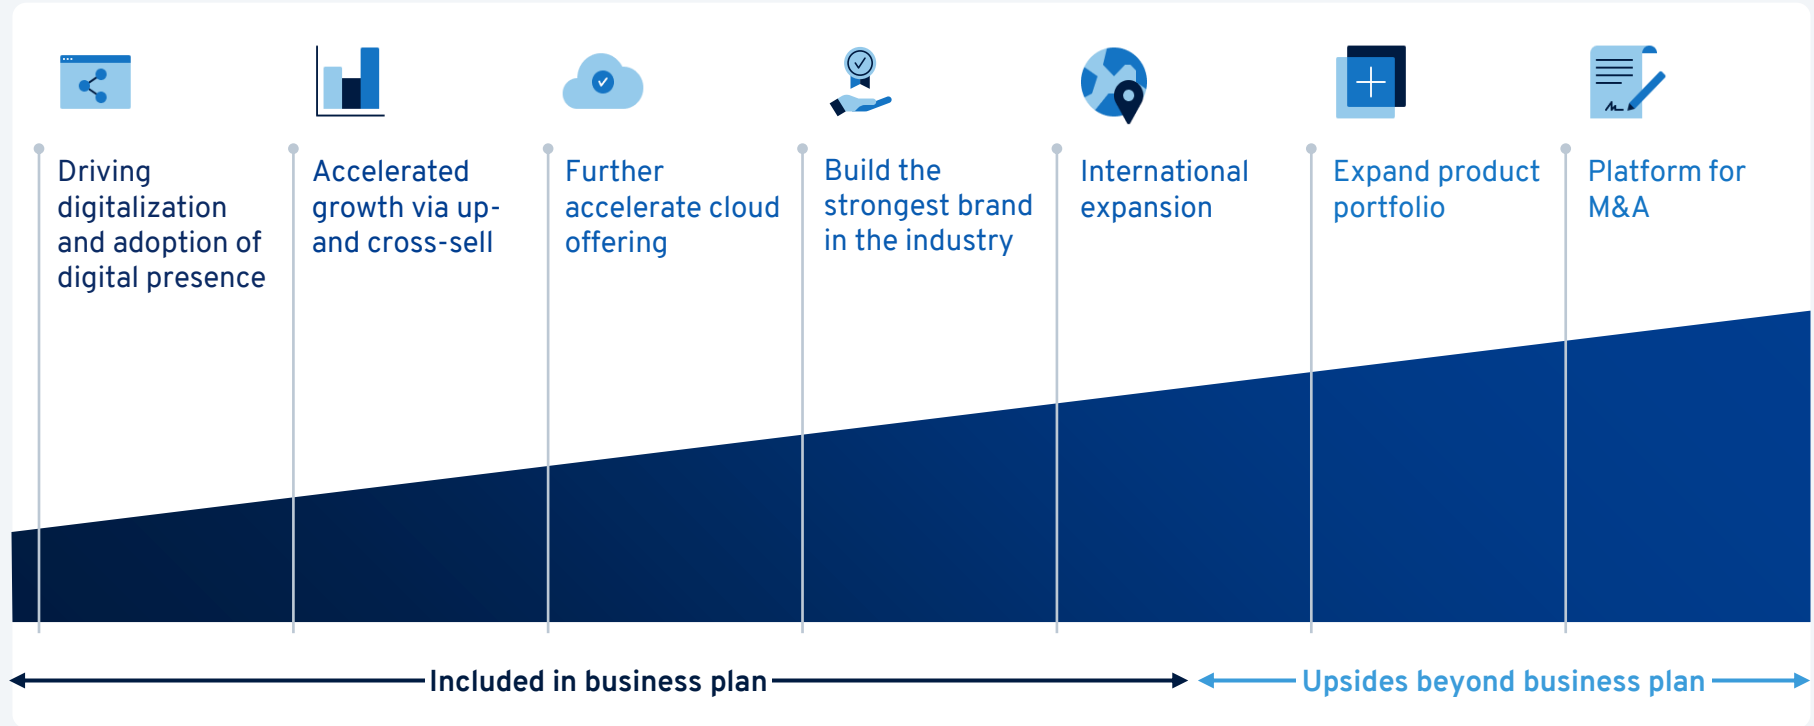 Driving
digitalization
and adoption of
digital presence
Accelerated
growth via up-
and cross-sell
Further
accelerate cloud
offering
Build the
strongest brand
in the industry
International
expansion
Expand product
portfolio
Platform for
M&A
Included in business plan
Upsides beyond business plan